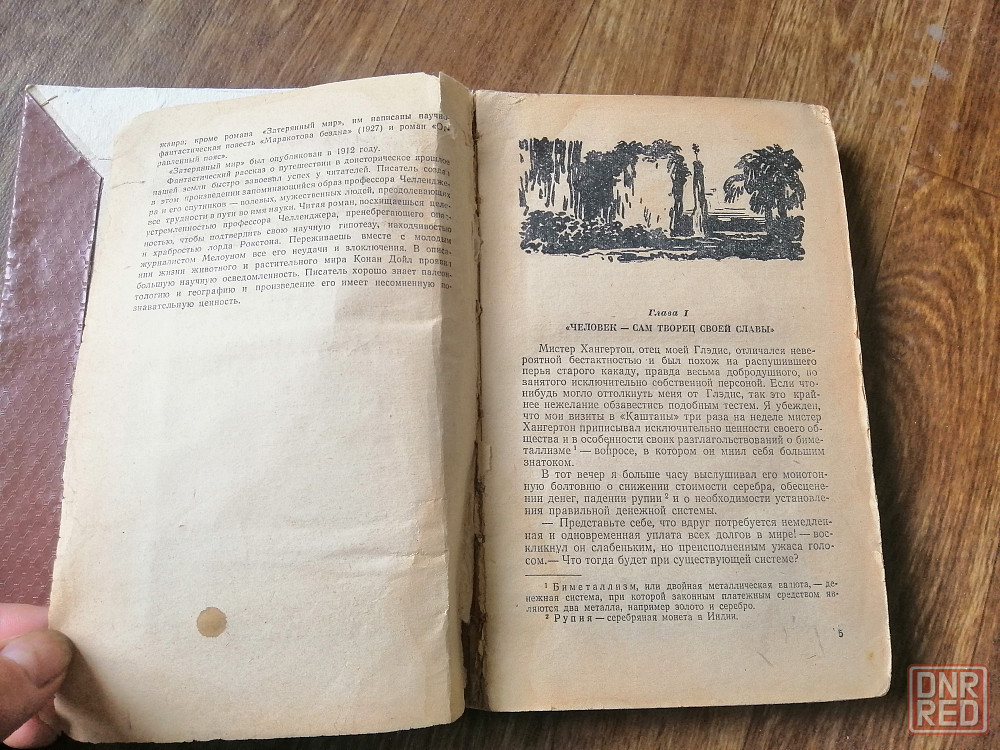 жанра; кроме романа «Затерянный мир», им написаны научно-
фантастическая повесть «Маракотова бездна» (1927) и роман «От-
равленный пояс».
«Затерянный мир» был опубликован в 1912 году.
Фантастический рассказ о путешествии в доисторическое прошлое
нашей земли быстро завоевал успех у читателей. Писатель создал
в этом произведении запоминающийся образ профессора Челлендже-
ра и его спутников — волевых, мужественных людей, преодолевающих
все трудности в пути во имя науки. Читая роман, восхищаешься целе-
устремленностью профессора Челленджера, пренебрегающего опас-
ностью, чтобы подтвердить свою научную гипотезу, находчивостью
и храбростью лорда Рокстона. Переживаешь вместе с молодым
журналистом Мелоуном все его неудачи и злоключения. В описа-
нии жизни животного и растительного мира Конан Дойл проявил
большую научную осведомленность. Писатель хорошо знает палеон-
тологию и географию и произведение его имеет несомненную по-
знавательную ценность.
Глава I
«ЧЕЛОВЕК — САМ ТВОРЕЦ СВОЕЙ СЛАВЫ»
Мистер Хангертон, отец моей Глэдис, отличался неве-
роятной бестактностью и был похож на распушившего
перья старого какаду, правда весьма добродушного, но
занятого исключительно собственной персоной. Если что-
нибудь могло оттолкнуть меня от Глэдис, так это край-
нее нежелание обзавестись подобным тестем. Я убежден,
что мои визиты в «Каштаны» три раза на неделе мистер
Хангертон приписывал исключительно ценности своего об-
щества и в особенности своих разглагольствований о биме-
таллизме ¹ — вопросе, в котором он мнил себя большим
знатоком.
В тот вечер я больше часу выслушивал его монотон-
ную болтовню о снижении стоимости серебра, обесцене-
нии денег, падении рупии ² и о необходимости установле-
ния правильной денежной системы.
— Представьте себе, что вдруг потребуется немедлен-
ная и одновременная уплата всех долгов в мире! — вос-
кликнул он слабеньким, но преисполненным ужаса голо-
сом.— Что тогда будет при существующей системе?
¹ Биметаллизм, или двойная металлическая валюта,— де-
нежная система, при которой законным платежным средством яв-
ляются два металла, например золото и серебро.
² Рупия — серебряная монета в Индии.
5
DNR
RED